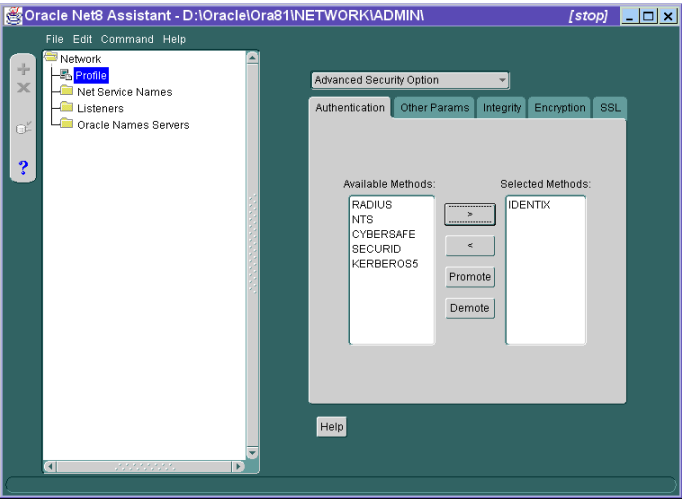 Oracle Net8 Assistant - D:\Oracle\Ora81\NETWORK\ADMIN\ [stop]
File Edit Command Help
Network
Profile
Net Service Names
Listeners
Oracle Names Servers
?
Advanced Security Option
Authentication Other Params Integrity Encryption SSL
Available Methods: Selected Methods:
RADIUS > IDENTIX
NTS
CYBERSAFE
SECURID <
KERBEROS5
Promote
Demote
Help